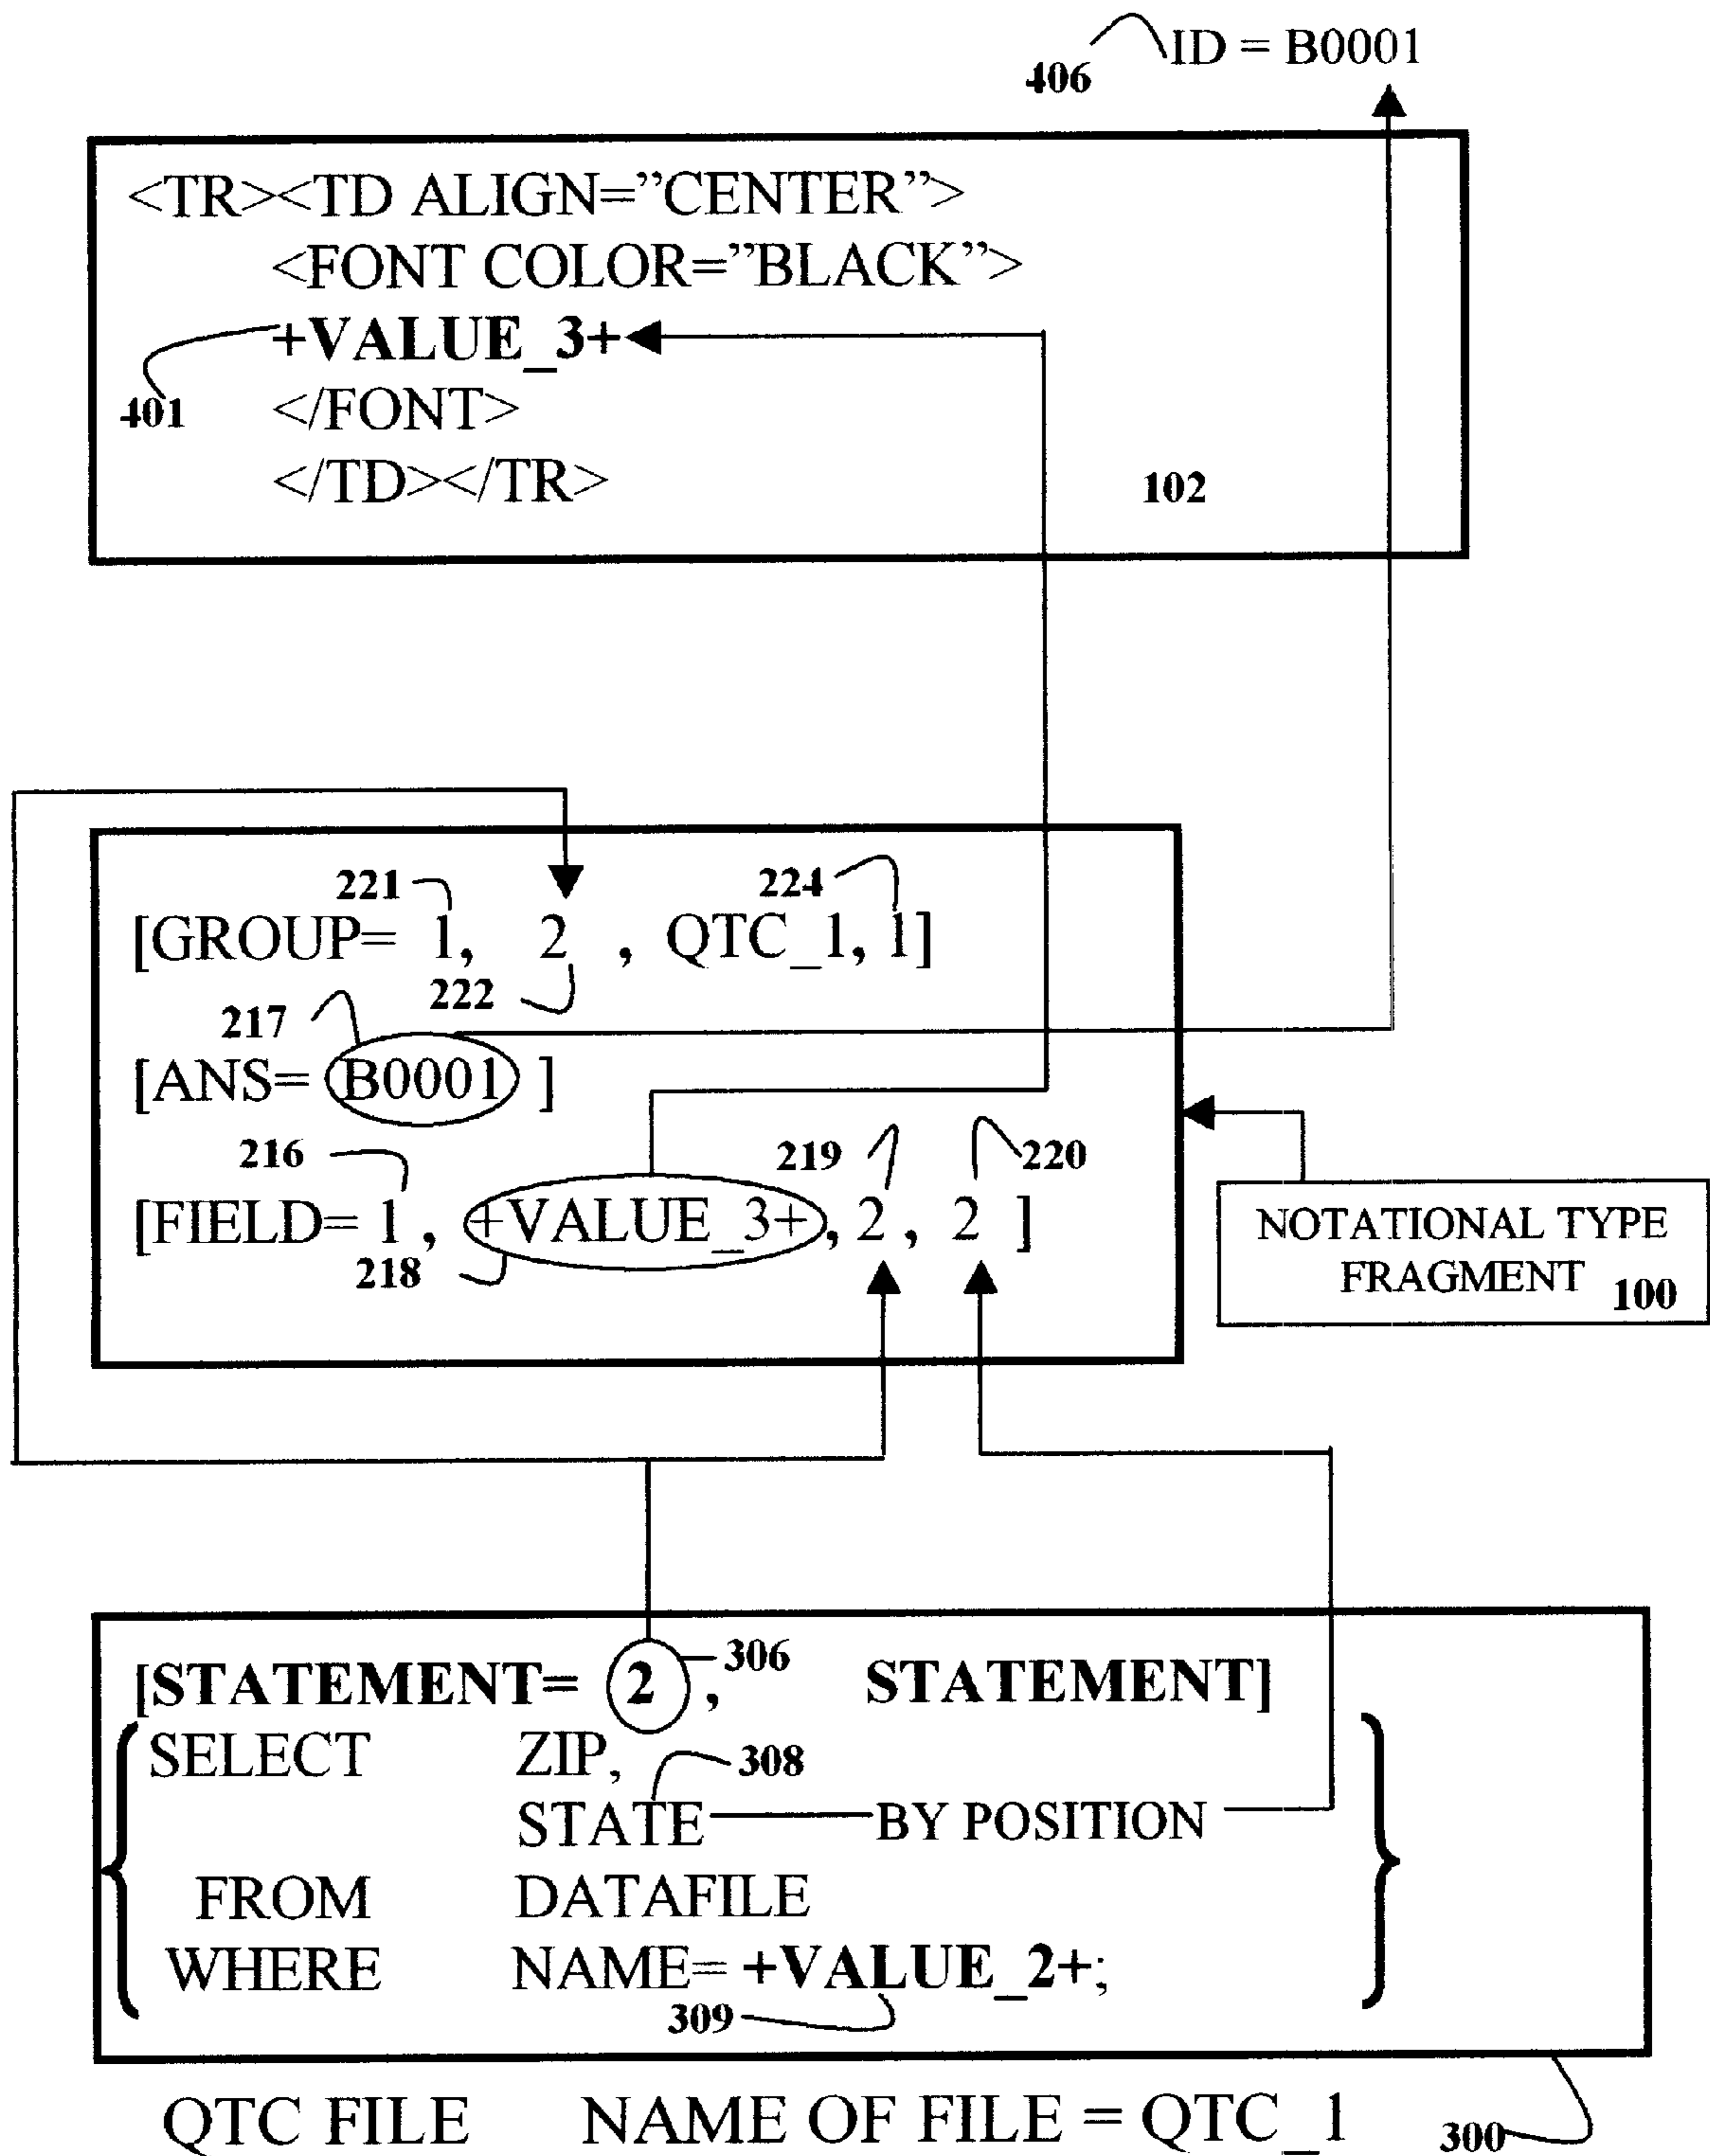 406 ID = B0001
<TR><TD ALIGN=”CENTER”>
<FONT COLOR=”BLACK”>
+VALUE_3+
401 </FONT>
</TD></TR> 102
221 224
[GROUP= 1, 2 , QTC_1, 1]
222
217
[ANS= B0001 ]
216 219 220
[FIELD= 1, +VALUE_3+, 2 , 2 ]
218
NOTATIONAL TYPE
FRAGMENT 100
[STATEMENT= 2 , STATEMENT] 306
SELECT ZIP, 308
STATE BY POSITION
FROM DATAFILE
WHERE NAME= +VALUE_2+;
309
QTC FILE NAME OF FILE = QTC_1 300